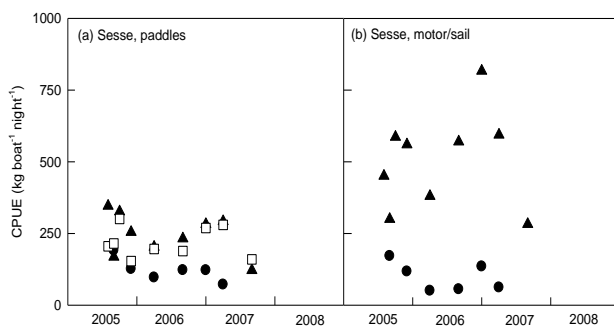 1000
750
500
250
0
CPUE (kg boat⁻¹ night⁻¹)
(a) Sesse, paddles
(b) Sesse, motor/sail
2005 2006 2007 2008
2005 2006 2007 2008